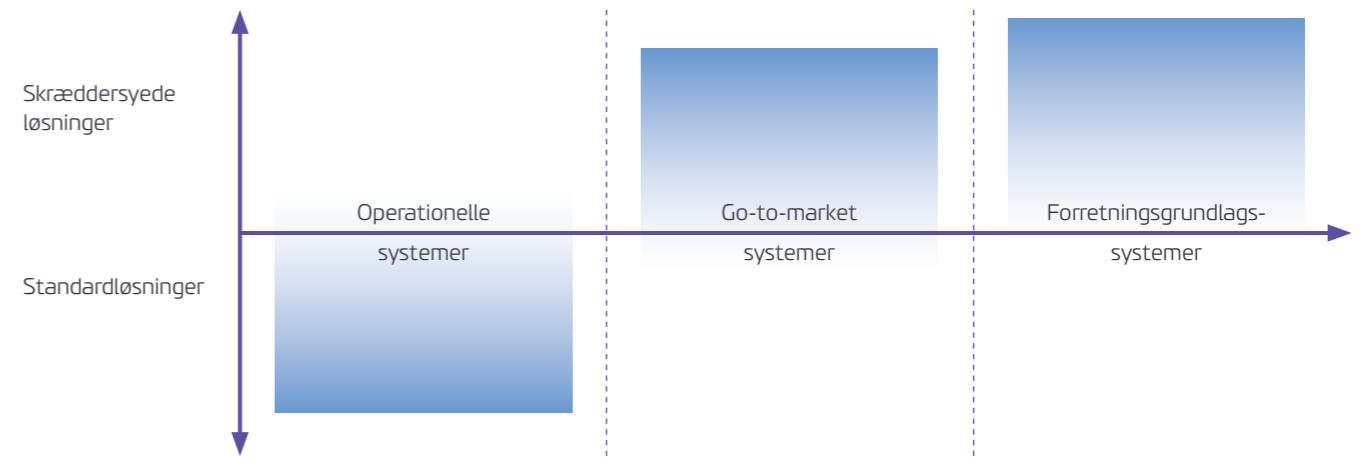 Skræddersyede
løsninger
Operationelle
systemer
Go-to-market
systemer
Forretningsgrundlags-
systemer
Standardløsninger